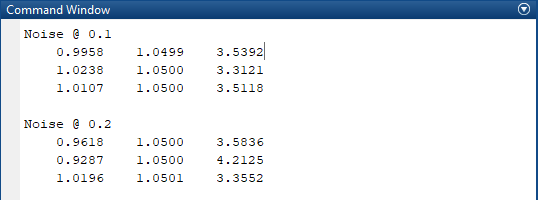 Command Window
Noise @ 0.1
0.9958 1.0499 3.5392
1.0238 1.0500 3.3121
1.0107 1.0500 3.5118
Noise @ 0.2
0.9618 1.0500 3.5836
0.9287 1.0500 4.2125
1.0196 1.0501 3.3552